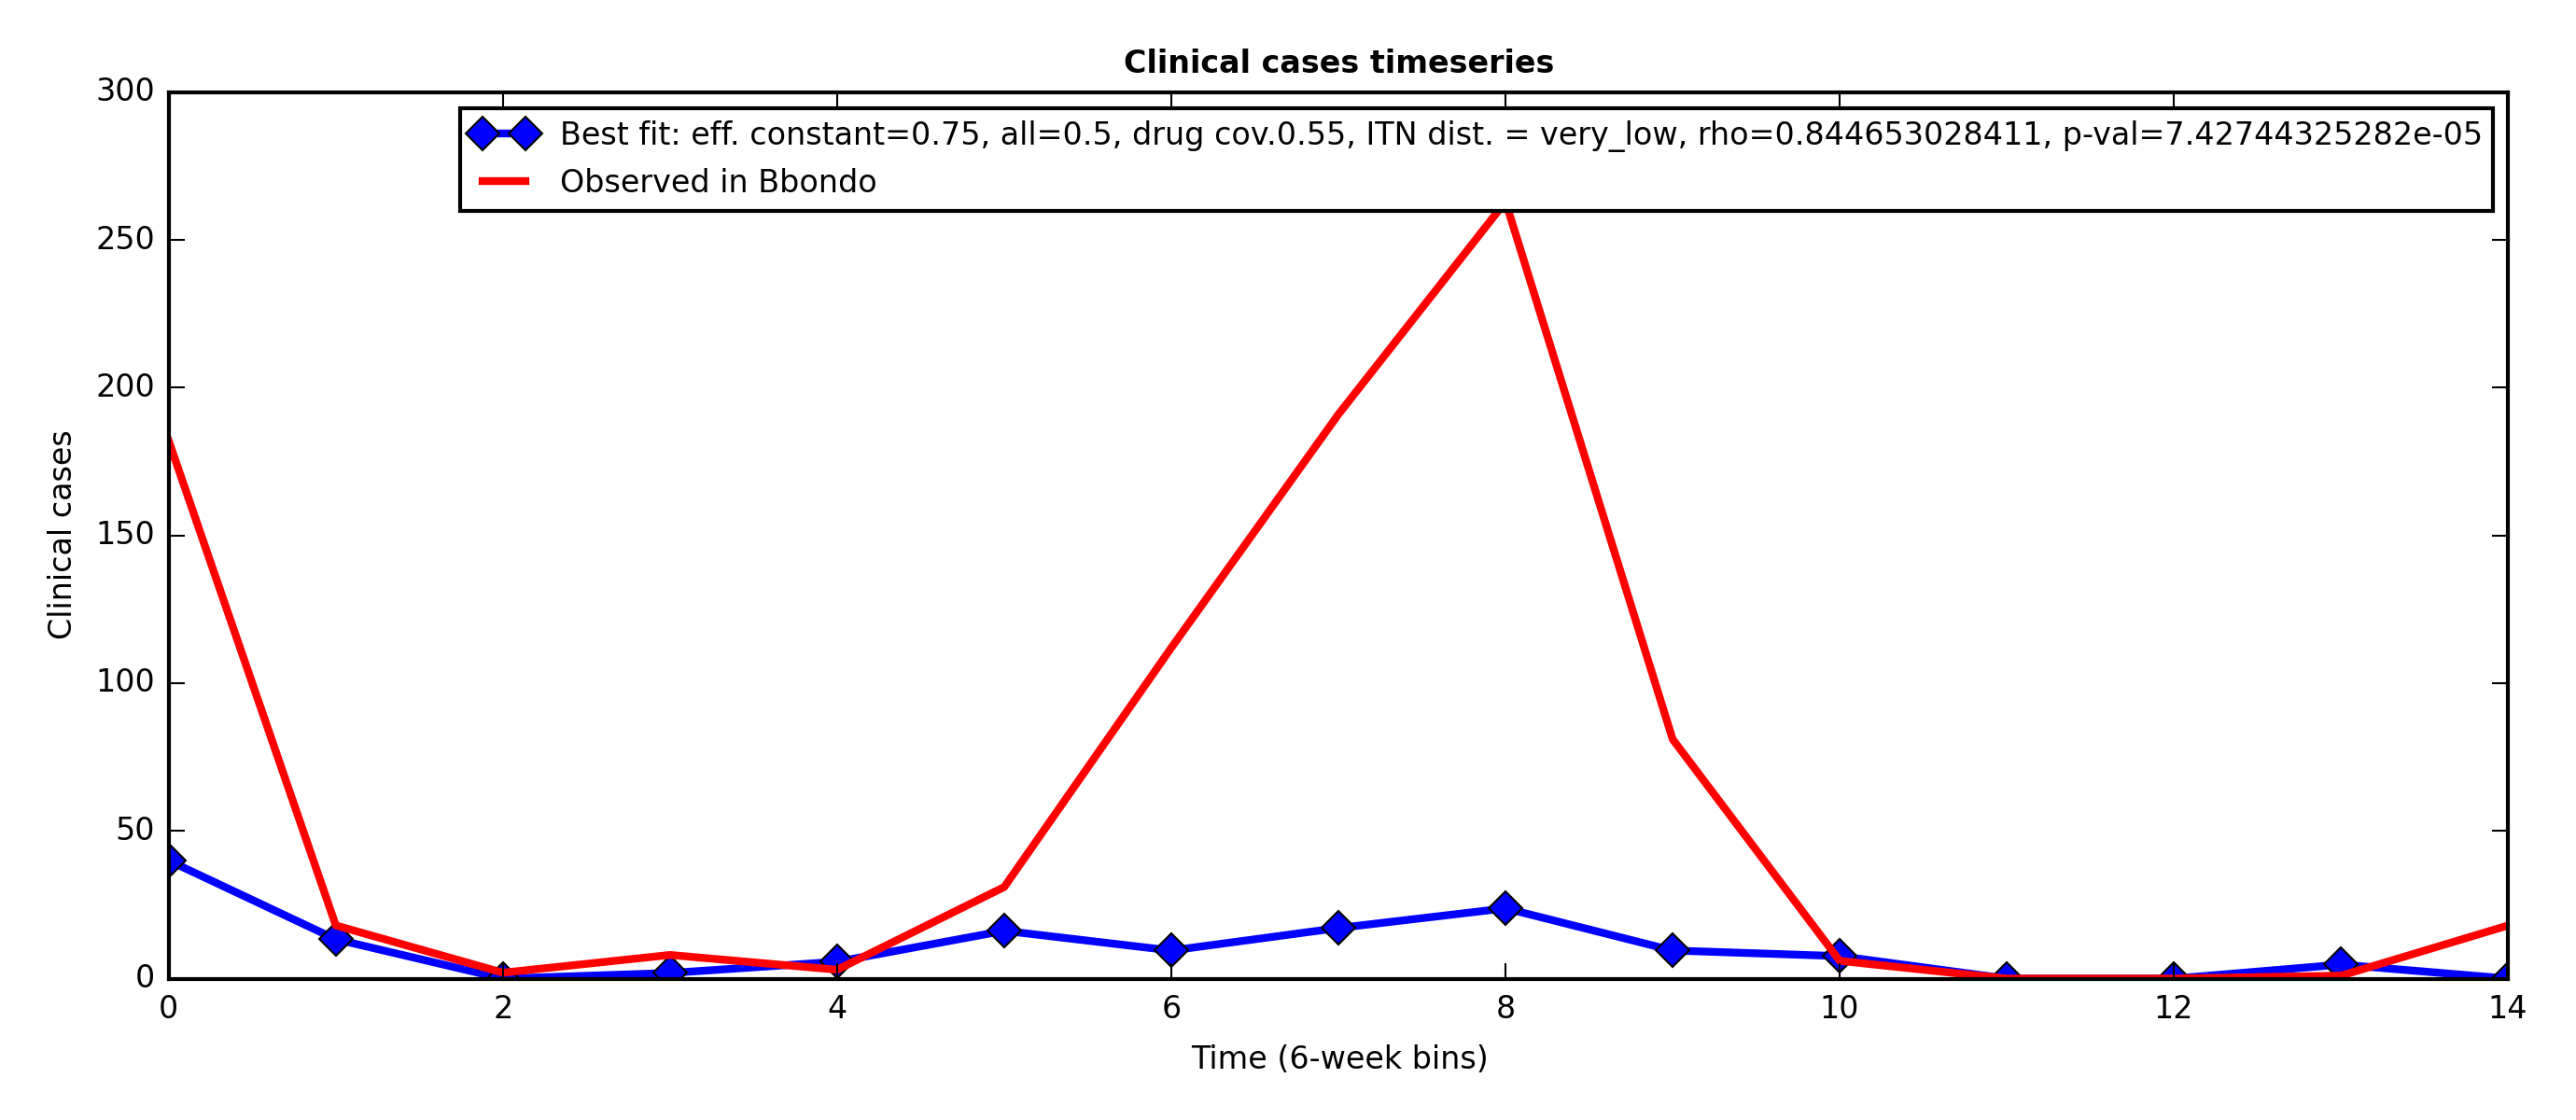 Clinical cases timeseries
300
250
200
150
100
50
0
Clinical cases
Best fit: eff. constant=0.75, all=0.5, drug cov.0.55, ITN dist. = very_low, rho=0.844653028411, p-val=7.42744325282e-05
Observed in Bbondo
0 2 4 6 8 10 12 14
Time (6-week bins)